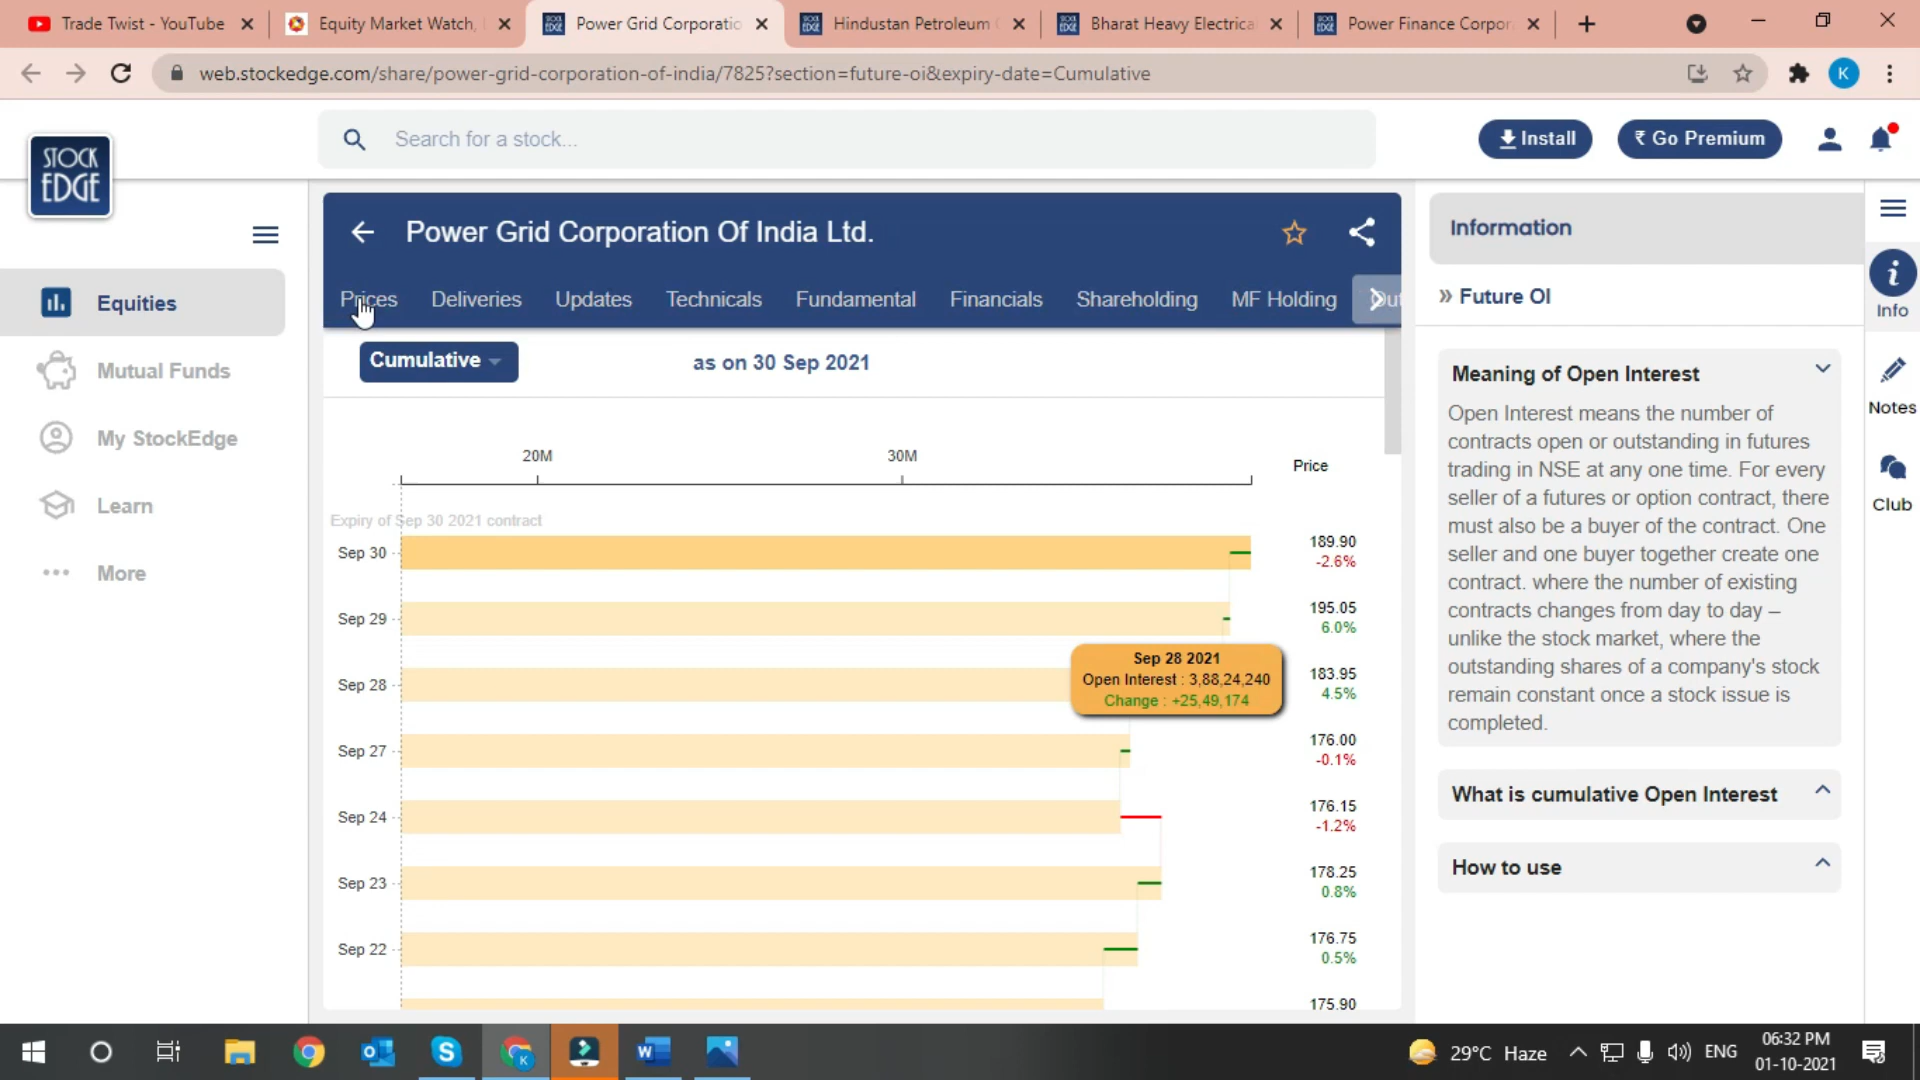 Trade Twist - YouTube
Equity Market Watch,
Power Grid Corporatio
Hindustan Petroleum
Bharat Heavy Electrica
Power Finance Corpor
web.stockedge.com/share/power-grid-corporation-of-india/7825?section=future-oi&expiry-date=Cumulative
K
STOCK
EDGE
Search for a stock...
Install
₹ Go Premium
Equities
Mutual Funds
My StockEdge
Learn
More
Power Grid Corporation Of India Ltd.
Prices
Deliveries
Updates
Technicals
Fundamental
Financials
Shareholding
MF Holding
Cumulative
as on 30 Sep 2021
20M
30M
Price
Expiry of Sep 30 2021 contract
Sep 30
189.90
-2.6%
Sep 29
195.05
6.0%
Sep 28
183.95
4.5%
Sep 28 2021
Open Interest : 3,88,24,240
Change : +25,49,174
Sep 27
176.00
-0.1%
Sep 24
176.15
-1.2%
Sep 23
178.25
0.8%
Sep 22
176.75
0.5%
175.90
Information
» Future OI
Meaning of Open Interest
Open Interest means the number of
contracts open or outstanding in futures
trading in NSE at any one time. For every
seller of a futures or option contract, there
must also be a buyer of the contract. One
seller and one buyer together create one
contract. where the number of existing
contracts changes from day to day –
unlike the stock market, where the
outstanding shares of a company's stock
remain constant once a stock issue is
completed.
What is cumulative Open Interest
How to use
Info
Notes
Club
29°C Haze
ENG
06:32 PM
01-10-2021